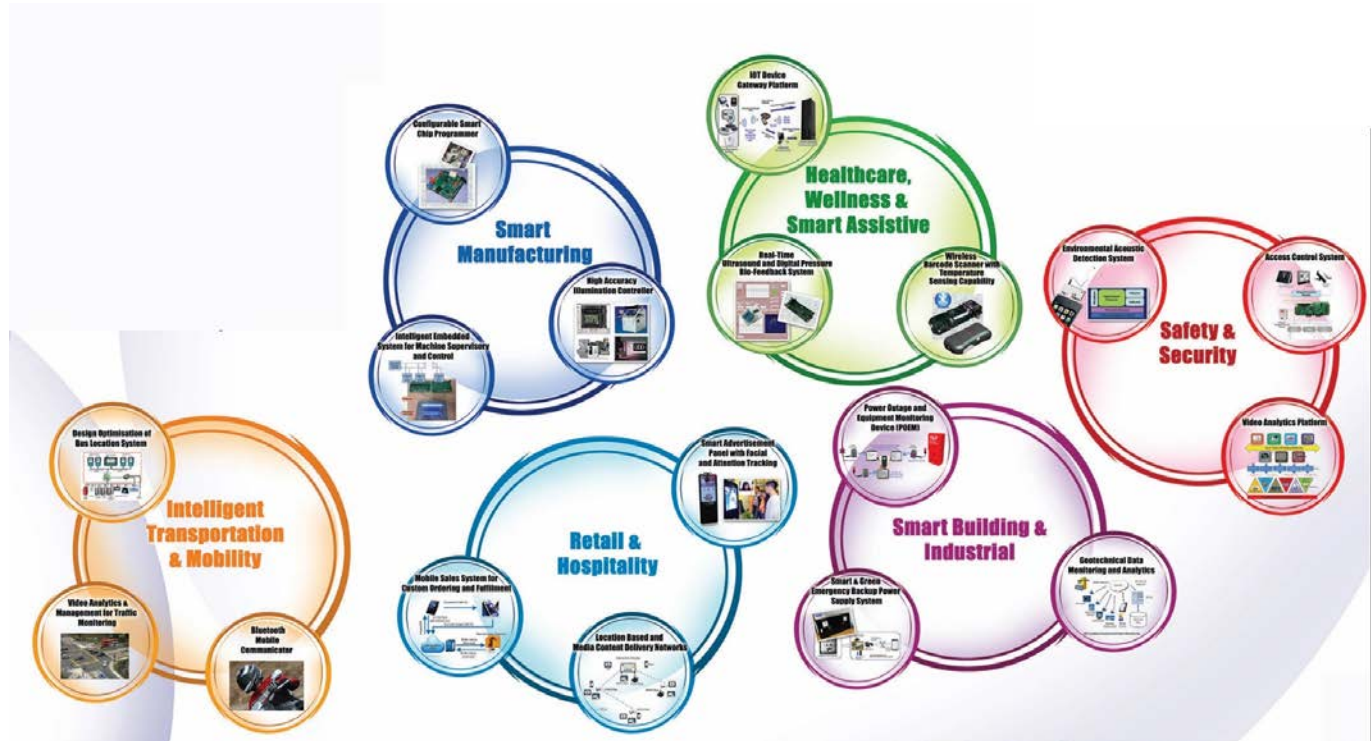 IOT Device
Gateway Platform
Configurable Smart
Chip Programmer
Healthcare,
Wellness &
Smart Assistive
Smart
Manufacturing
Real-Time
Ultrasound and Digital Pressure
Bio-Feedback System
Wireless
Barcode Scanner with
Temperature
Sensing Capability
High Accuracy
Illumination Controller
Intelligent Embedded
System for Machine Supervisory
and Control
Environmental Acoustic
Detection System
Access Control System
Safety &
Security
Video Analytics Platform
Design Optimisation of
Bus Location System
Intelligent
Transportation
& Mobility
Video Analytics &
Management for Traffic
Monitoring
Bluetooth
Mobile
Communicator
Smart Advertisement
Panel with Facial
and Attention Tracking
Retail &
Hospitality
Mobile Sales System for
Custom Ordering and Fulfilment
Location Based and
Media Content Delivery Networks
Power Outage and
Equipment Monitoring
Device (POEM)
Smart Building &
Industrial
Smart & Green
Emergency Backup Power
Supply System
Geotechnical Data
Monitoring and Analytics